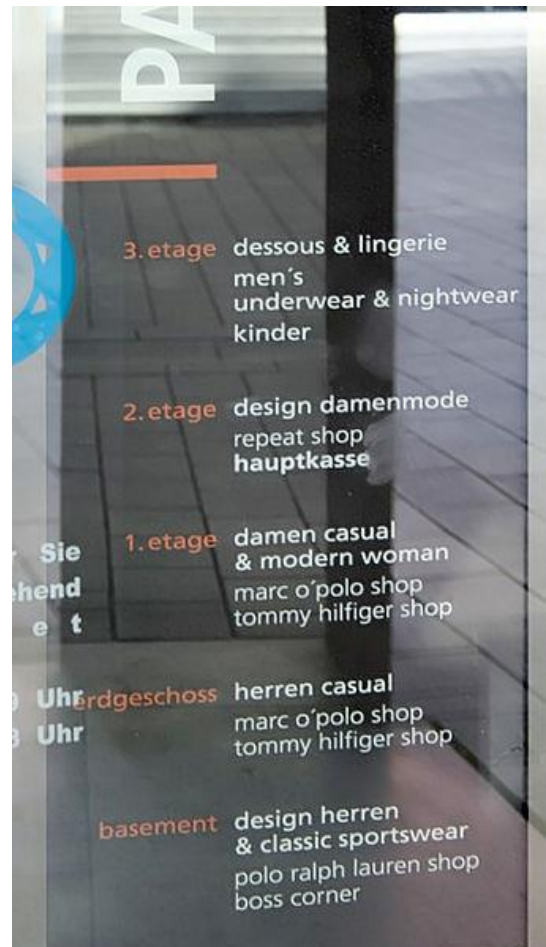 PA
3. etage dessous & lingerie
men´s
underwear & nightwear
kinder
2. etage design damenmode
repeat shop
hauptkasse
1. etage damen casual
& modern woman
marc o´polo shop
tommy hilfiger shop
erdgeschoss herren casual
marc o´polo shop
tommy hilfiger shop
basement design herren
& classic sportswear
polo ralph lauren shop
boss corner
Sie
hend
e t
Uhr
Uhr